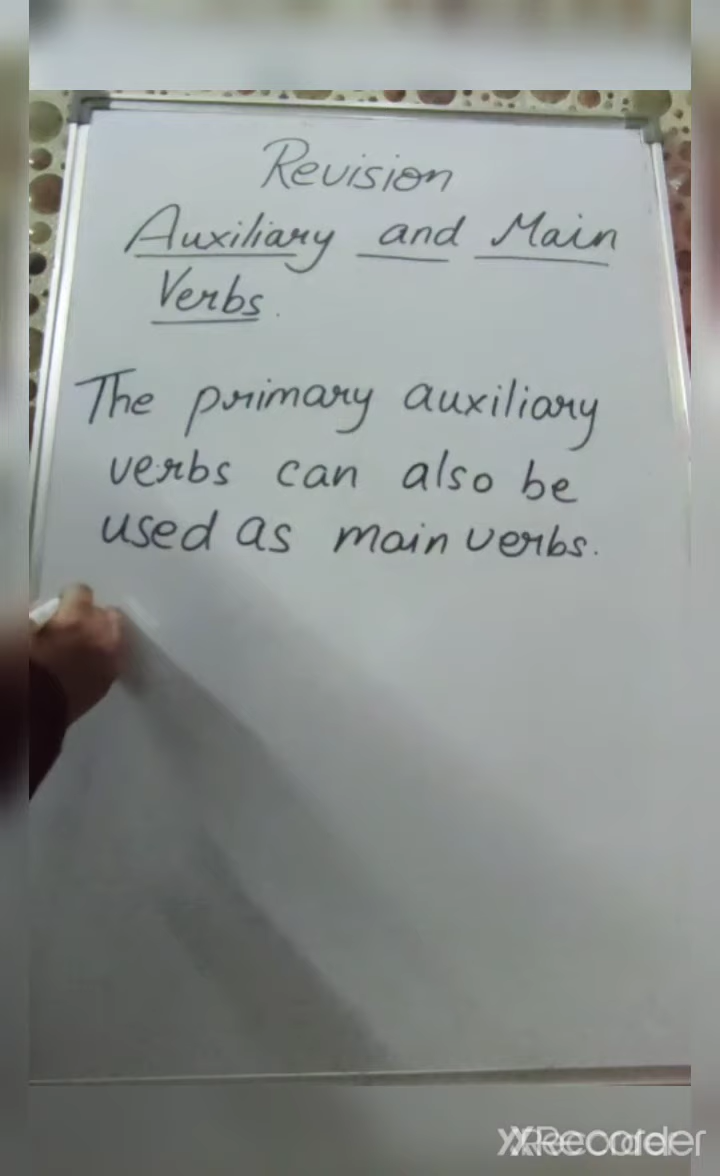 Revision
Auxiliary and Main
Verbs.
The primary auxiliary
verbs can also be
used as main verbs.
XRecorder